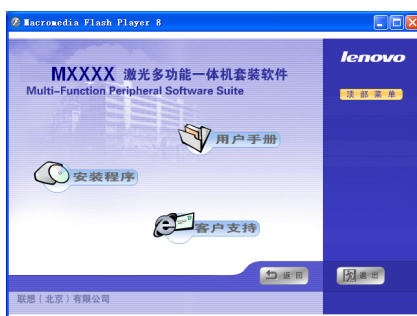 Macromedia Flash Player 8
lenovo
MXXXX 激光多功能一体机套装软件
Multi-Function Peripheral Software Suite
顶部菜单
用户手册
安装程序
客户支持
返回
退出
联想（北京）有限公司